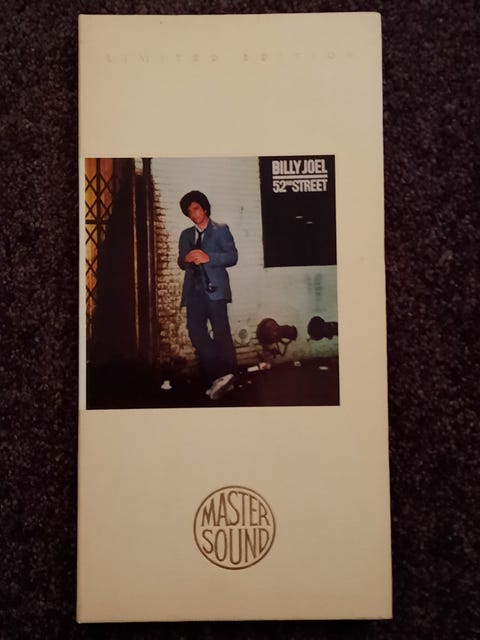 LIMITED EDITION
BILLY JOEL
52ND STREET
MASTER
SOUND